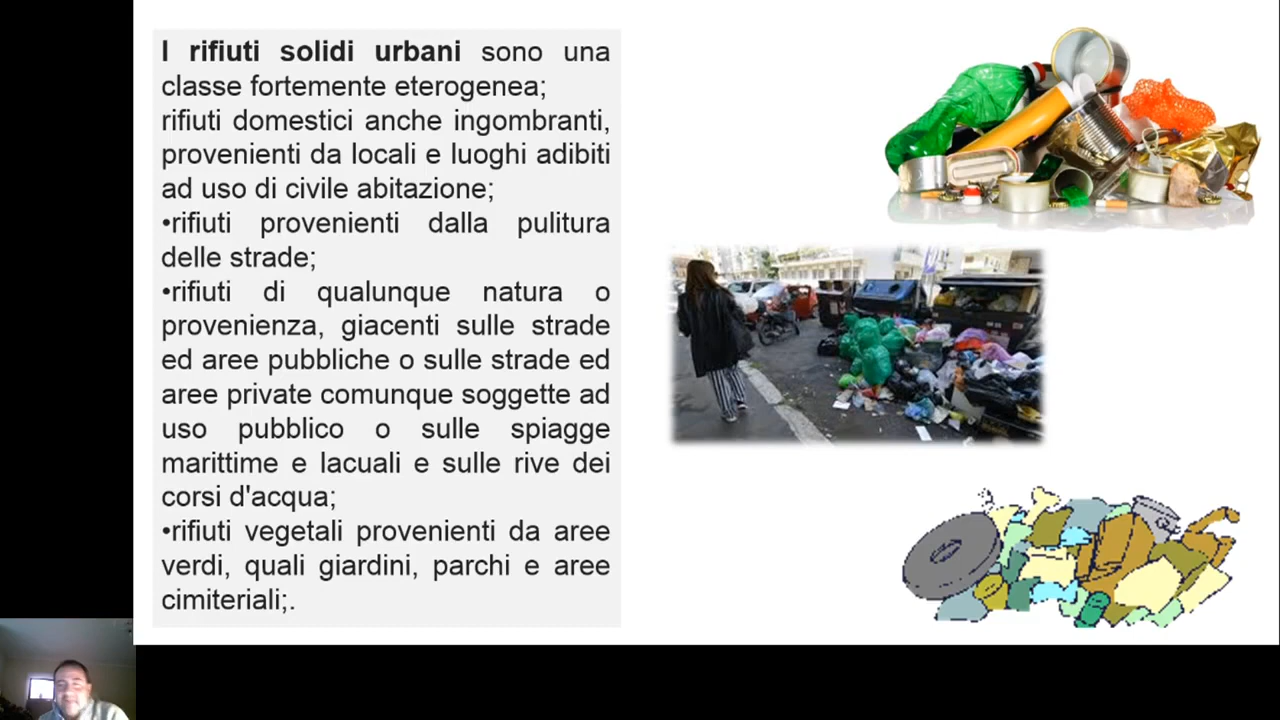 I rifiuti solidi urbani sono una
classe fortemente eterogenea;
rifiuti domestici anche ingombranti,
provenienti da locali e luoghi adibiti
ad uso di civile abitazione;
•rifiuti provenienti dalla pulitura
delle strade;
•rifiuti di qualunque natura o
provenienza, giacenti sulle strade
ed aree pubbliche o sulle strade ed
aree private comunque soggette ad
uso pubblico o sulle spiagge
marittime e lacuali e sulle rive dei
corsi d'acqua;
•rifiuti vegetali provenienti da aree
verdi, quali giardini, parchi e aree
cimiteriali;.